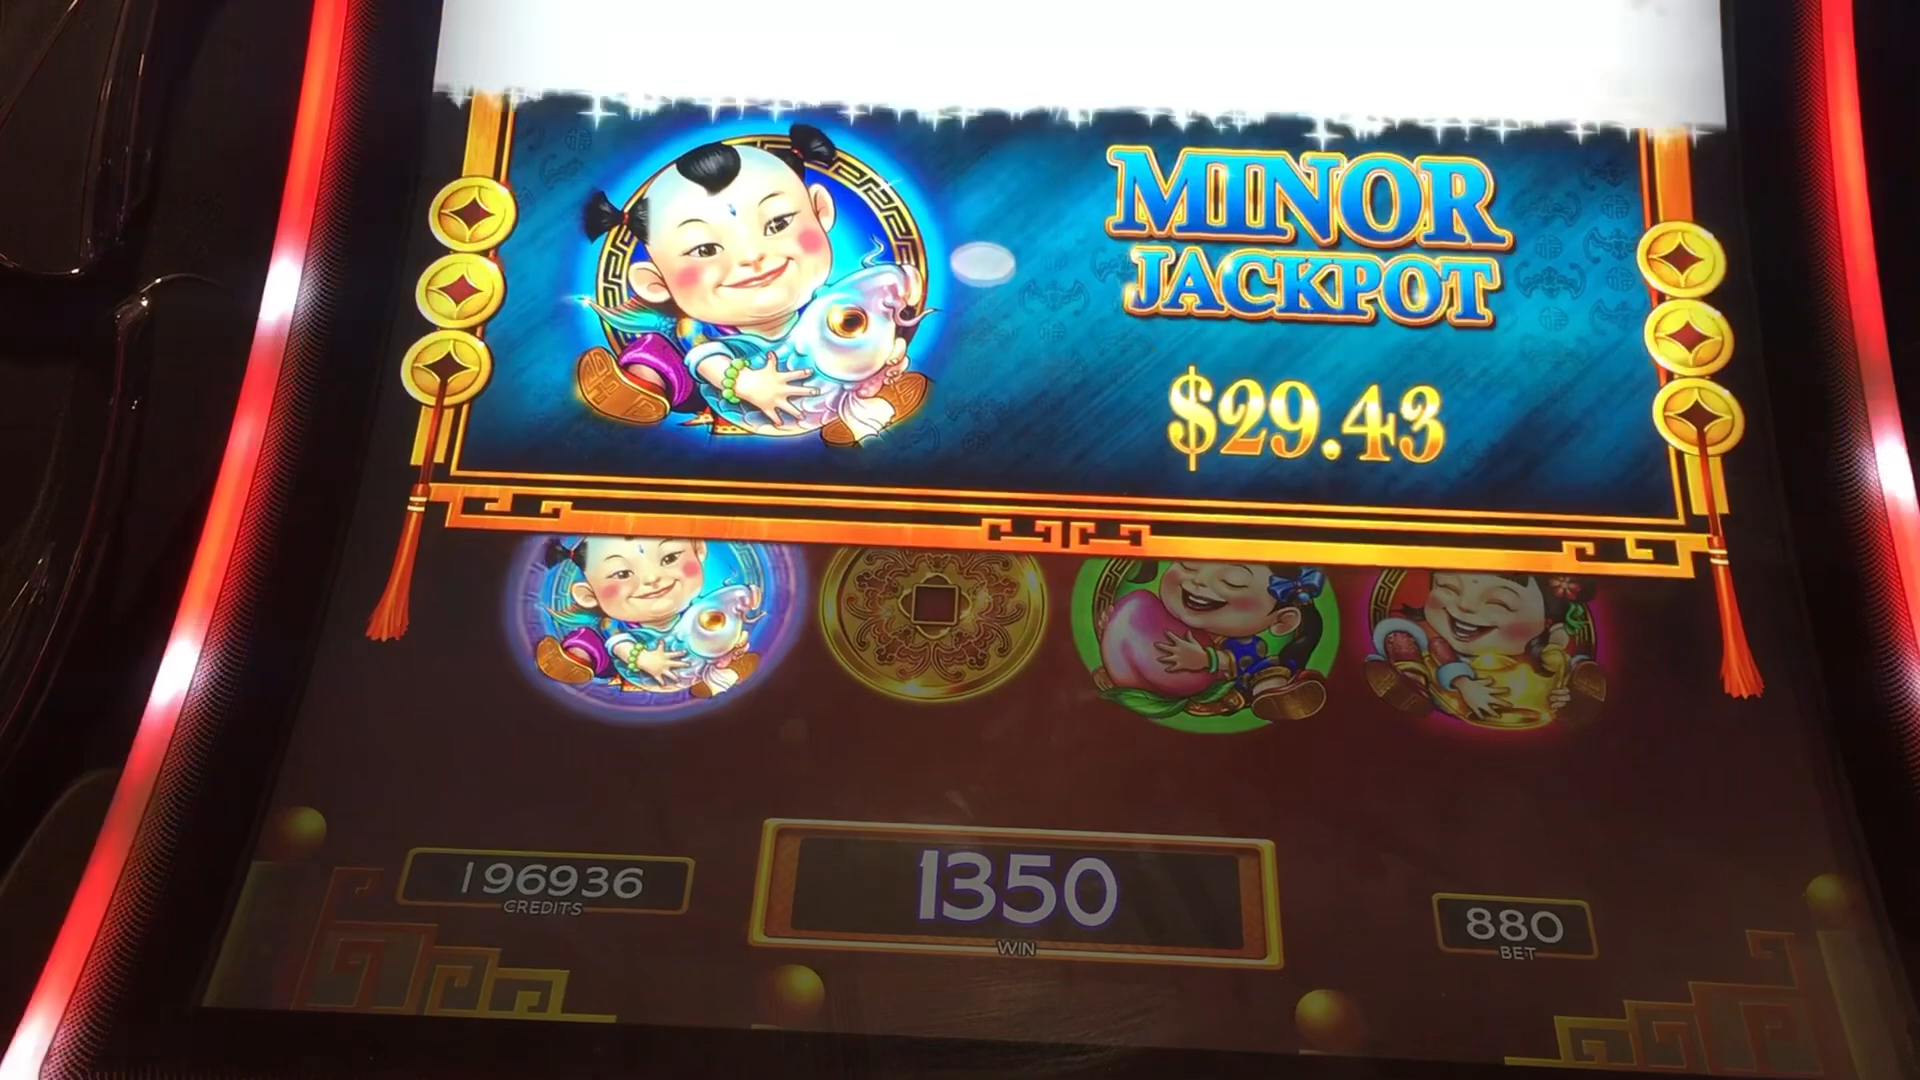 MINOR
JACKPOT
$29.43
196936
CREDITS
1350
WIN
880
BET